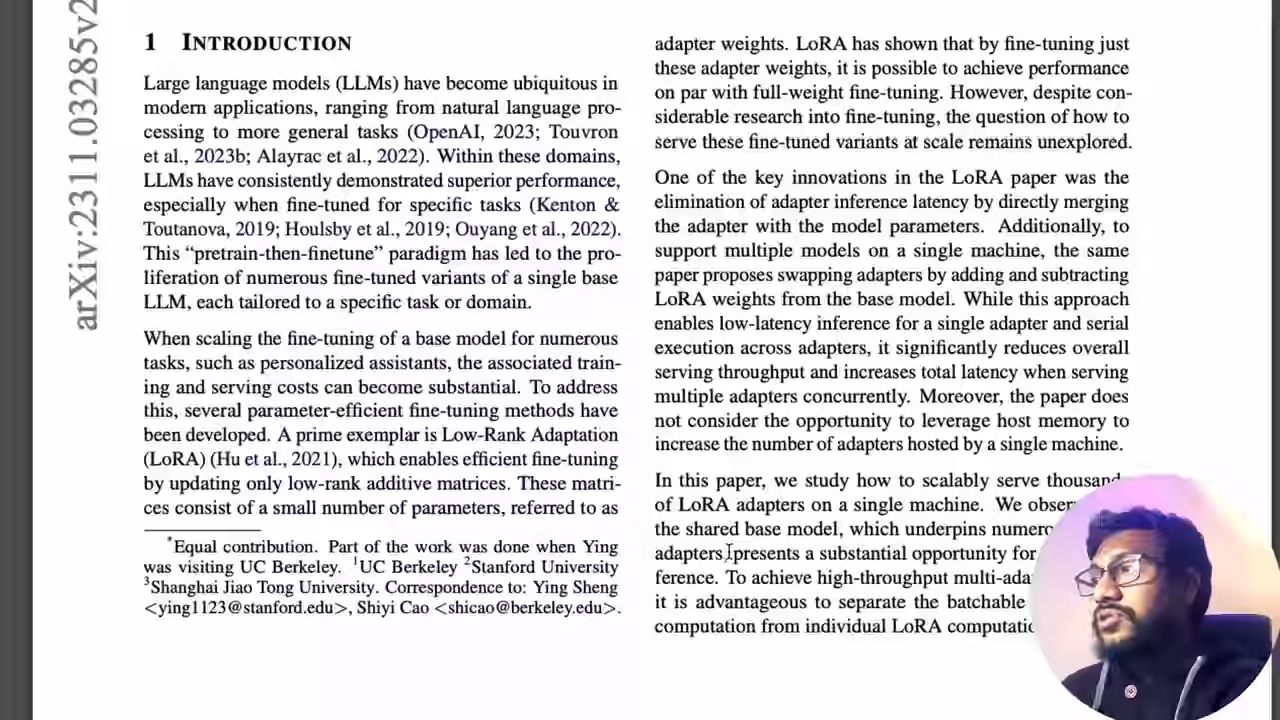 arXiv:2311.03285v2
1 INTRODUCTION
Large language models (LLMs) have become ubiquitous in
modern applications, ranging from natural language pro-
cessing to more general tasks (OpenAI, 2023; Touvron
et al., 2023b; Alayrac et al., 2022). Within these domains,
LLMs have consistently demonstrated superior performance,
especially when fine-tuned for specific tasks (Kenton &
Toutanova, 2019; Houlsby et al., 2019; Ouyang et al., 2022).
This “pretrain-then-finetune” paradigm has led to the pro-
liferation of numerous fine-tuned variants of a single base
LLM, each tailored to a specific task or domain.
When scaling the fine-tuning of a base model for numerous
tasks, such as personalized assistants, the associated train-
ing and serving costs can become substantial. To address
this, several parameter-efficient fine-tuning methods have
been developed. A prime exemplar is Low-Rank Adaptation
(LoRA) (Hu et al., 2021), which enables efficient fine-tuning
by updating only low-rank additive matrices. These matri-
ces consist of a small number of parameters, referred to as
*Equal contribution. Part of the work was done when Ying
was visiting UC Berkeley. 1UC Berkeley 2Stanford University
3Shanghai Jiao Tong University. Correspondence to: Ying Sheng
<ying1123@stanford.edu>, Shiyi Cao <shicao@berkeley.edu>.
adapter weights. LoRA has shown that by fine-tuning just
these adapter weights, it is possible to achieve performance
on par with full-weight fine-tuning. However, despite con-
siderable research into fine-tuning, the question of how to
serve these fine-tuned variants at scale remains unexplored.
One of the key innovations in the LoRA paper was the
elimination of adapter inference latency by directly merging
the adapter with the model parameters. Additionally, to
support multiple models on a single machine, the same
paper proposes swapping adapters by adding and subtracting
LoRA weights from the base model. While this approach
enables low-latency inference for a single adapter and serial
execution across adapters, it significantly reduces overall
serving throughput and increases total latency when serving
multiple adapters concurrently. Moreover, the paper does
not consider the opportunity to leverage host memory to
increase the number of adapters hosted by a single machine.
In this paper, we study how to scalably serve thousand
of LoRA adapters on a single machine. We obser
the shared base model, which underpins numero
adapters, presents a substantial opportunity for
ference. To achieve high-throughput multi-ada
it is advantageous to separate the batchable
computation from individual LoRA computatio